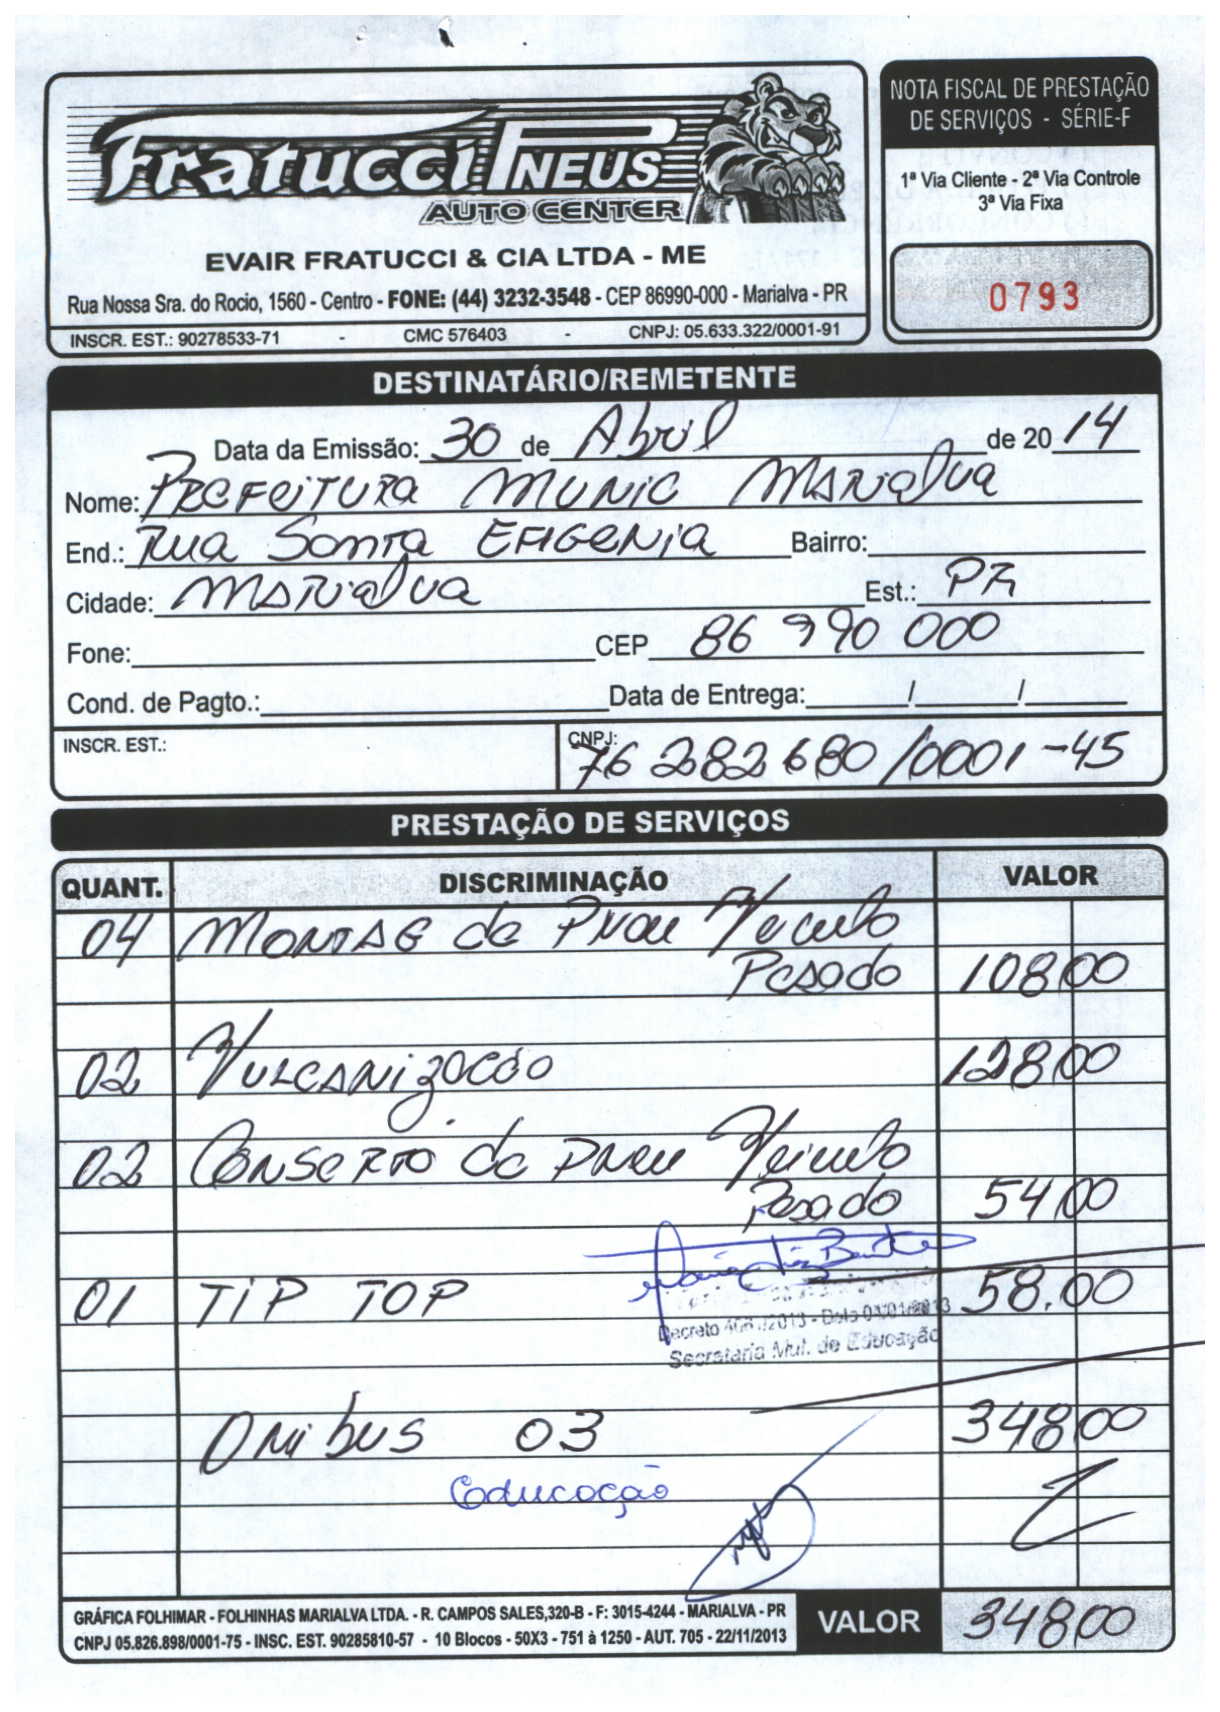 Fratucci PNEUS
AUTO CENTER
EVAIR FRATUCCI & CIA LTDA - ME
Rua Nossa Sra. do Rocio, 1560 - Centro - FONE: (44) 3232-3548 - CEP 86990-000 - Marialva - PR
INSCR. EST.: 90278533-71 - CMC 576403 - CNPJ: 05.633.322/0001-91
NOTA FISCAL DE PRESTAÇÃO
DE SERVIÇOS - SÉRIE-F
1ª Via Cliente - 2ª Via Controle
3ª Via Fixa
0793
DESTINATÁRIO/REMETENTE
Data da Emissão: 30 de Abril de 20 14
Nome: PREFEITURA MUNIC MARIALVA
End.: RUA SANTA EFIGENIA Bairro:
Cidade: MARIALVA Est.: PR
Fone: CEP 86 990 000
Cond. de Pagto.: Data de Entrega: / /
INSCR. EST.: CNPJ: 76 282 680/0001-45
PRESTAÇÃO DE SERVIÇOS
QUANT. DISCRIMINAÇÃO VALOR
04 MONTAG de PNeu Veiculo
Pesado 108,00
02 Vulcanizacão 128,00
02 CONSERTO de PNeu Veiculo
Pesado 54,00
01 TIP TOP 58,00
Decreto /2013 - Data
Secretaria Mul. de Educação
ONibus 03 348,00
Educação
GRÁFICA FOLHIMAR - FOLHINHAS MARIALVA LTDA. - R. CAMPOS SALES,320-B - F: 3015-4244 - MARIALVA - PR
CNPJ 05.826.898/0001-75 - INSC. EST. 90285810-57 - 10 Blocos - 50X3 - 751 à 1250 - AUT. 705 - 22/11/2013
VALOR 348,00